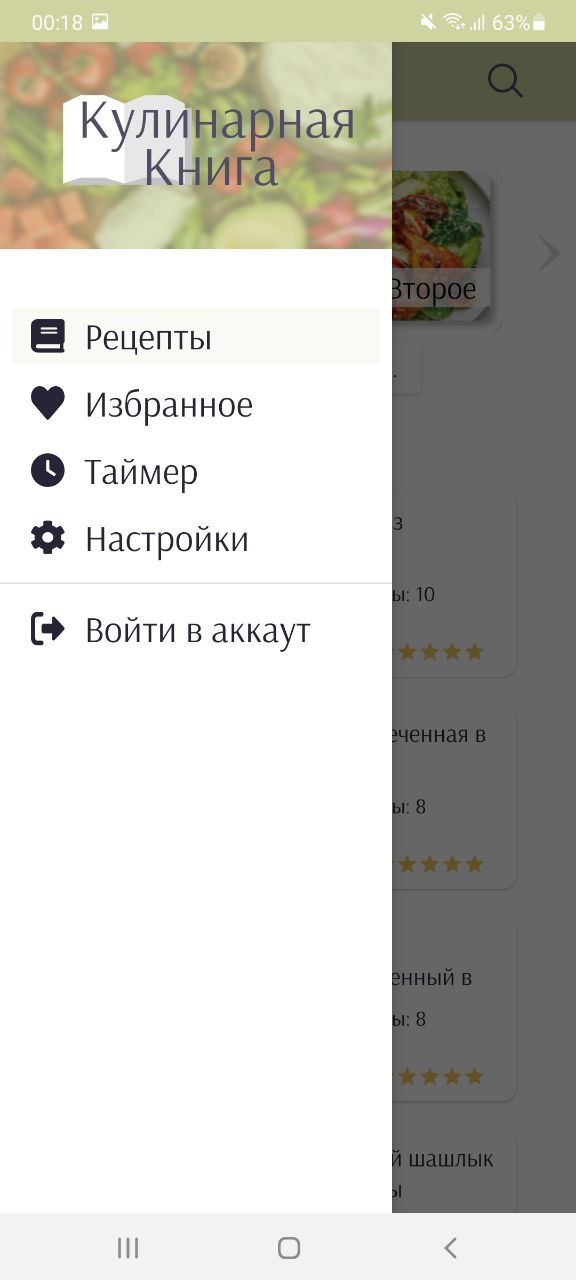 00:18 63%
Кулинарная
Книга
Второе
Рецепты
Избранное
Таймер
Настройки
Войти в аккаут
ы: 10
еченная в
ы: 8
енный в
ы: 8
й шашлык
ы